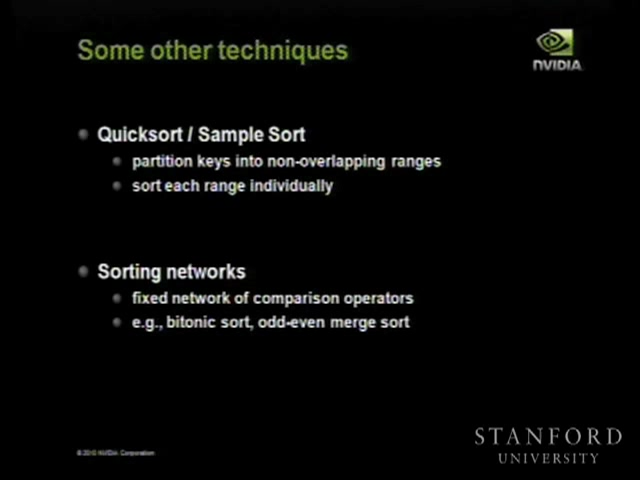 Some other techniques
NVIDIA
Quicksort / Sample Sort
partition keys into non-overlapping ranges
sort each range individually
Sorting networks
fixed network of comparison operators
e.g., bitonic sort, odd-even merge sort
© 2010 NVIDIA Corporation
STANFORD
UNIVERSITY